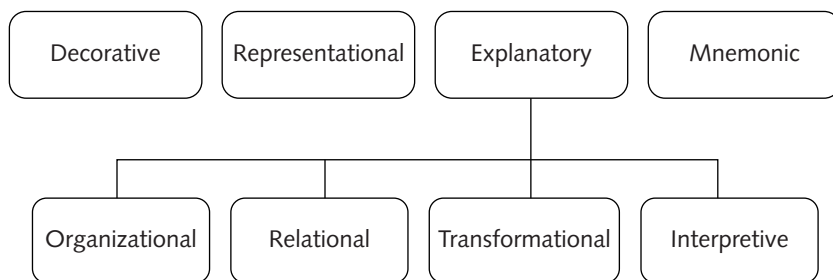 Decorative
Representational
Explanatory
Mnemonic
Organizational
Relational
Transformational
Interpretive